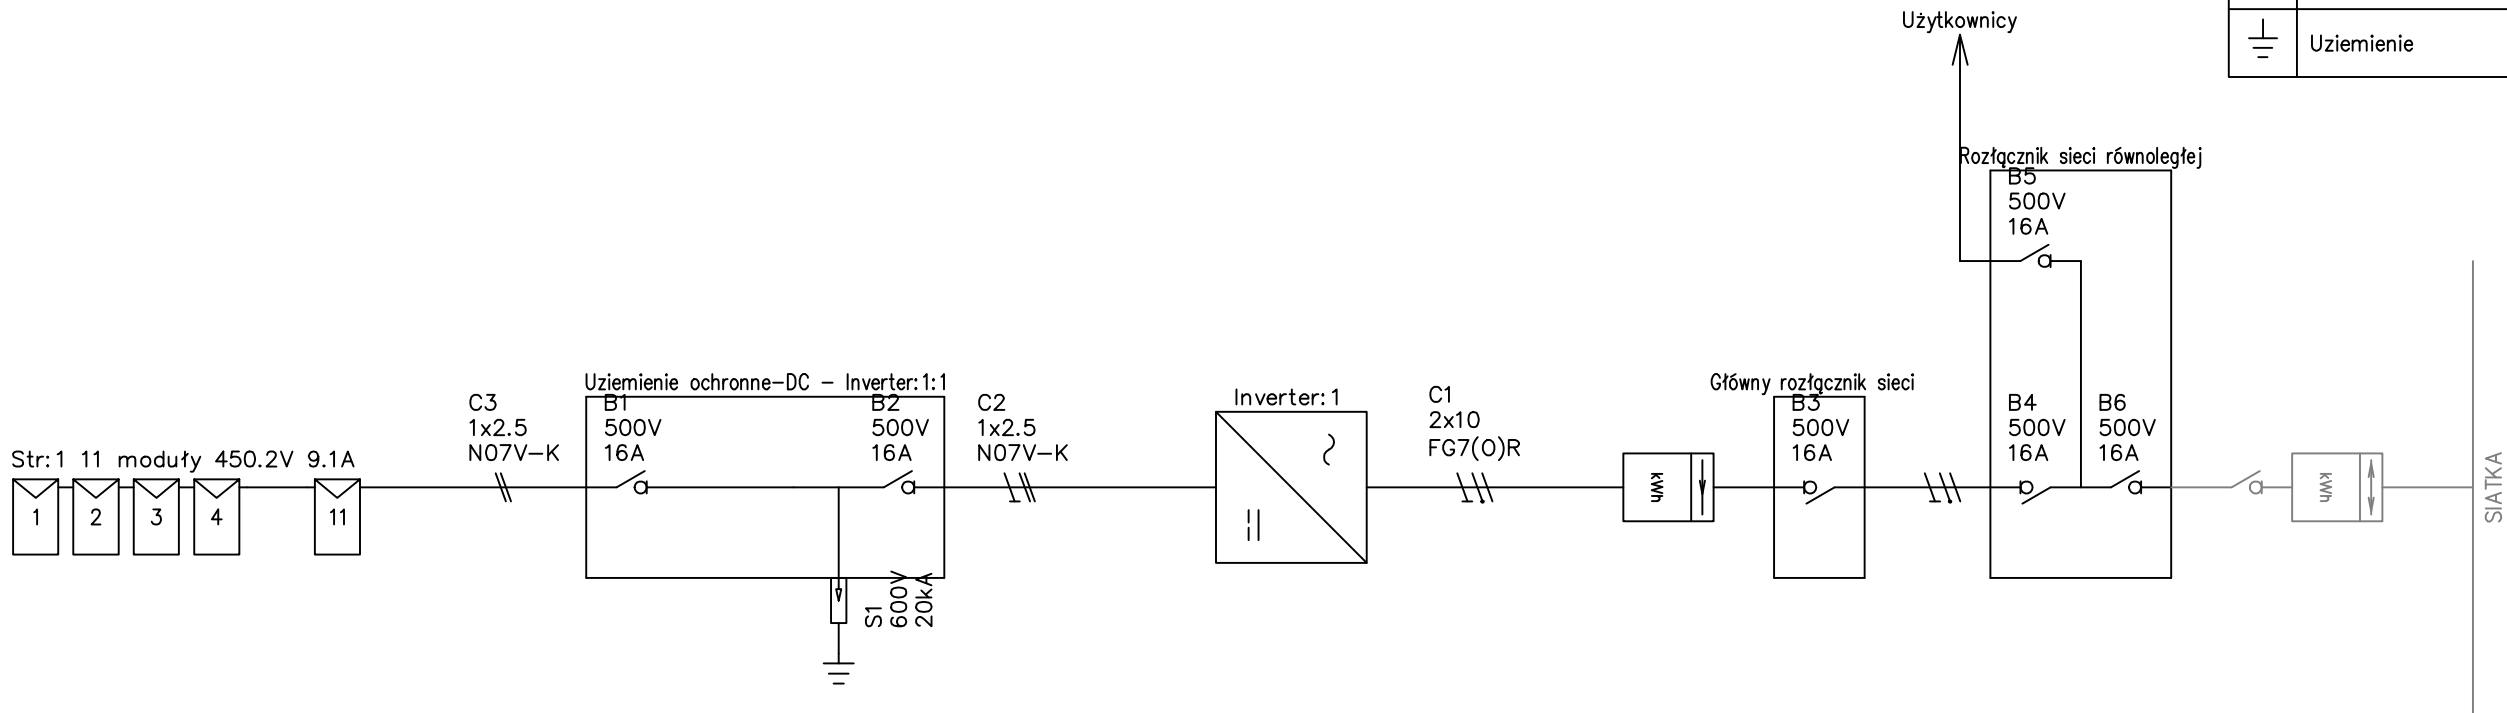 Użytkownicy
Uziemienie
Rozłącznik sieci równoległej
B5
500V
16A
Str:1 11 moduły 450.2V 9.1A
1
2
3
4
11
C3
1x2.5
N07V-K
Uziemienie ochronne-DC - Inverter:1:1
B1
500V
16A
B2
500V
16A
S1
600V
20kA
C2
1x2.5
N07V-K
Inverter:1
C1
2x10
FG7(O)R
kWh
Główny rozłącznik sieci
B3
500V
16A
B4
500V
16A
B6
500V
16A
kWh
SIATKA